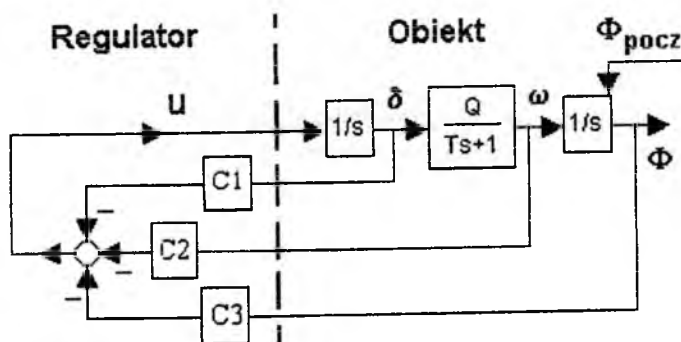 Regulator
Obiekt
Φpocz
u
1/s
δ
Q
Ts+1
ω
1/s
Φ
C1
–
C2
–
C3
–